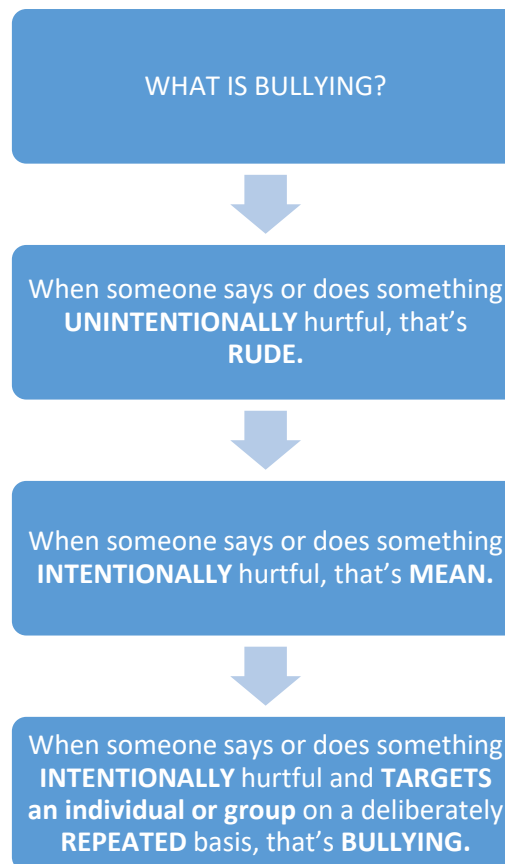 WHAT IS BULLYING?
When someone says or does something
UNINTENTIONALLY hurtful, that’s
RUDE.
When someone says or does something
INTENTIONALLY hurtful, that’s MEAN.
When someone says or does something
INTENTIONALLY hurtful and TARGETS
an individual or group on a deliberately
REPEATED basis, that’s BULLYING.